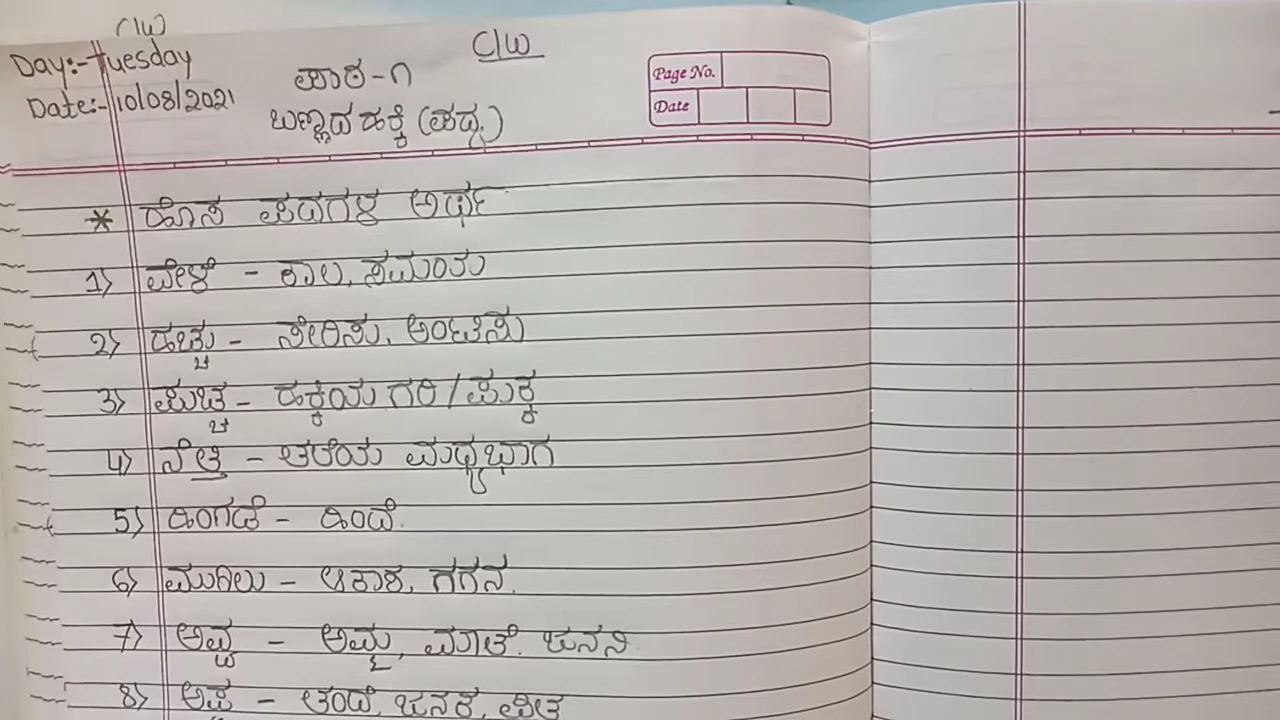 C/W
C/W
Day:-Tuesday
Date:-10/08/2021
ಪಾಠ-೧
ಬಣ್ಣದ ಹಕ್ಕಿ (ಪದ್ಯ)
Page No.
Date
* ಹೊಸ ಪದಗಳ ಅರ್ಥ
1) ವೇಳೆ - ಕಾಲ, ಸಮಯ
2) ಹಚ್ಚು - ಸೇರಿಸು, ಅಂಟಿಸು
3) ಪುಚ್ಚ - ಹಕ್ಕಿಯ ಗರಿ / ಪುಕ್ಕ
4) ನೆತ್ತಿ - ತಲೆಯ ಮಧ್ಯಭಾಗ
5) ಹಿಂಗಡೆ - ಹಿಂದೆ.
6) ಮುಗಿಲು - ಆಕಾಶ, ಗಗನ.
7) ಅವ್ವ - ಅಮ್ಮ, ಮಾತೆ. ಜನನಿ
8) ಅಪ್ಪ - ತಂದೆ, ಜನಕ, ಪಿತ